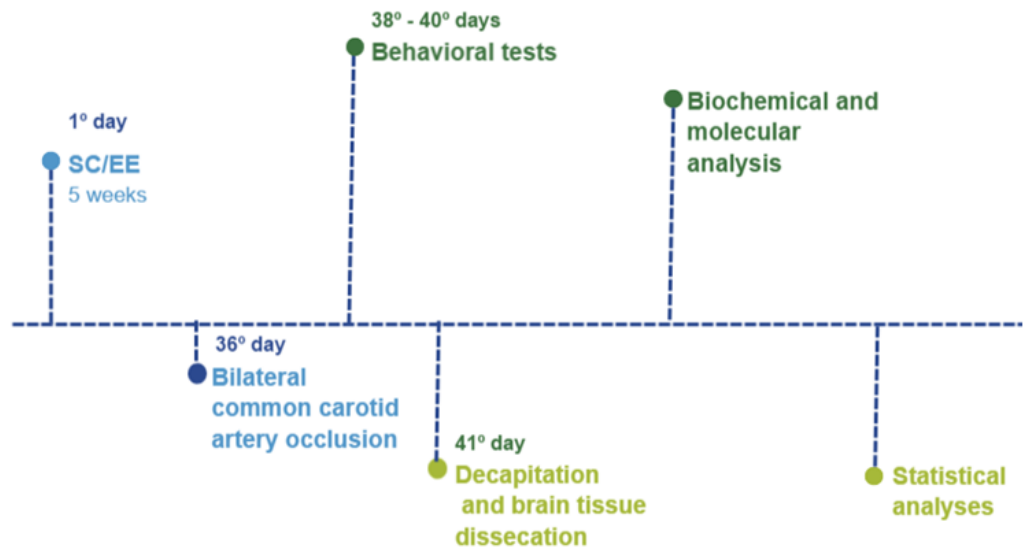 1º day
SC/EE
5 weeks
36º day
Bilateral
common carotid
artery occlusion
38º - 40º days
Behavioral tests
41º day
Decapitation
and brain tissue
dissecation
Biochemical and
molecular
analysis
Statistical
analyses